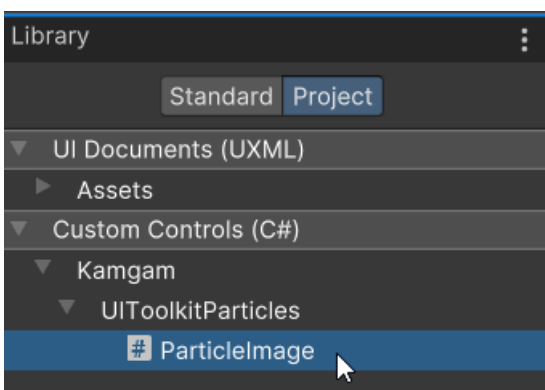 Library
Standard Project
UI Documents (UXML)
Assets
Custom Controls (C#)
Kamgam
UIToolkitParticles
# ParticleImage